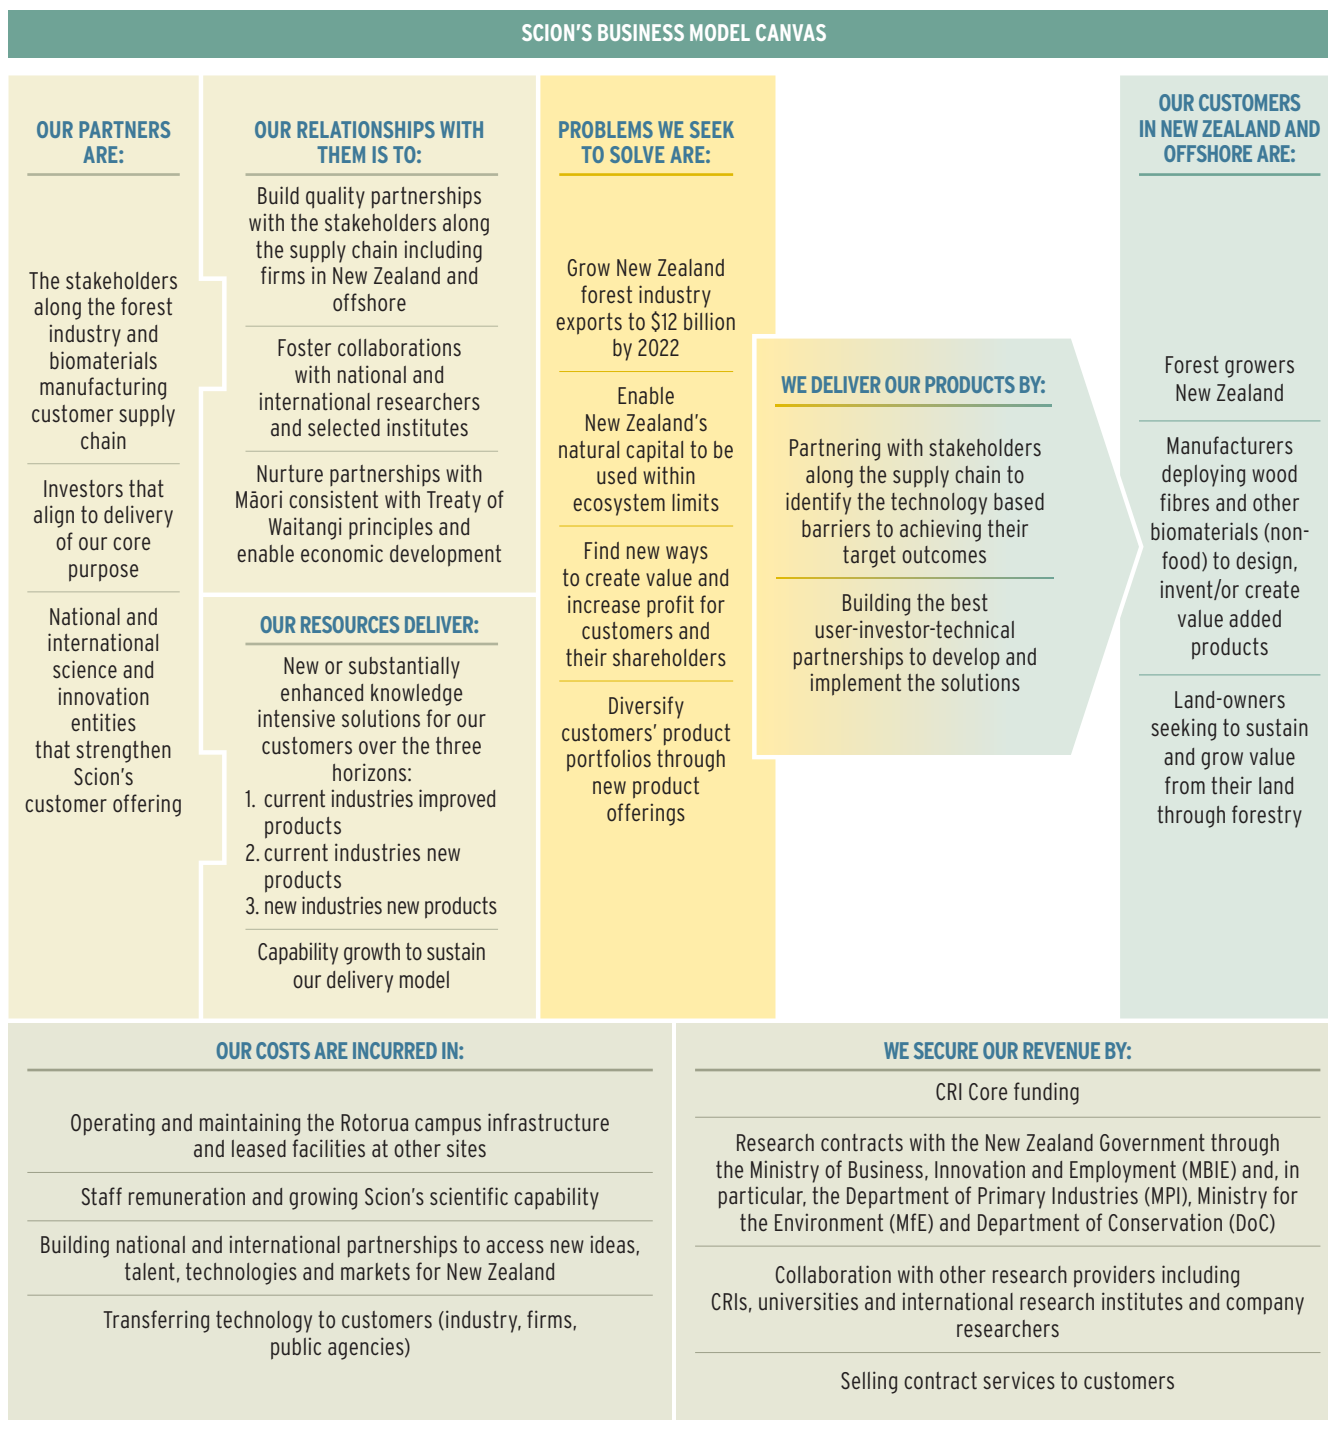 SCION'S BUSINESS MODEL CANVAS
OUR PARTNERS
ARE:
The stakeholders
along the forest
industry and
biomaterials
manufacturing
customer supply
chain
Investors that
align to delivery
of our core
purpose
National and
international
science and
innovation
entities
that strengthen
Scion's
customer offering
OUR RELATIONSHIPS WITH
THEM IS TO:
Build quality partnerships
with the stakeholders along
the supply chain including
firms in New Zealand and
offshore
Foster collaborations
with national and
international researchers
and selected institutes
Nurture partnerships with
Māori consistent with Treaty of
Waitangi principles and
enable economic development
OUR RESOURCES DELIVER:
New or substantially
enhanced knowledge
intensive solutions for our
customers over the three
horizons:
1. current industries improved
products
2. current industries new
products
3. new industries new products
Capability growth to sustain
our delivery model
PROBLEMS WE SEEK
TO SOLVE ARE:
Grow New Zealand
forest industry
exports to $12 billion
by 2022
Enable
New Zealand's
natural capital to be
used within
ecosystem limits
Find new ways
to create value and
increase profit for
customers and
their shareholders
Diversify
customers' product
portfolios through
new product
offerings
WE DELIVER OUR PRODUCTS BY:
Partnering with stakeholders
along the supply chain to
identify the technology based
barriers to achieving their
target outcomes
Building the best
user-investor-technical
partnerships to develop and
implement the solutions
OUR CUSTOMERS
IN NEW ZEALAND AND
OFFSHORE ARE:
Forest growers
New Zealand
Manufacturers
deploying wood
fibres and other
biomaterials (non-
food) to design,
invent/or create
value added
products
Land-owners
seeking to sustain
and grow value
from their land
through forestry
OUR COSTS ARE INCURRED IN:
Operating and maintaining the Rotorua campus infrastructure
and leased facilities at other sites
Staff remuneration and growing Scion's scientific capability
Building national and international partnerships to access new ideas,
talent, technologies and markets for New Zealand
Transferring technology to customers (industry, firms,
public agencies)
WE SECURE OUR REVENUE BY:
CRI Core funding
Research contracts with the New Zealand Government through
the Ministry of Business, Innovation and Employment (MBIE) and, in
particular, the Department of Primary Industries (MPI), Ministry for
the Environment (MfE) and Department of Conservation (DoC)
Collaboration with other research providers including
CRIs, universities and international research institutes and company
researchers
Selling contract services to customers